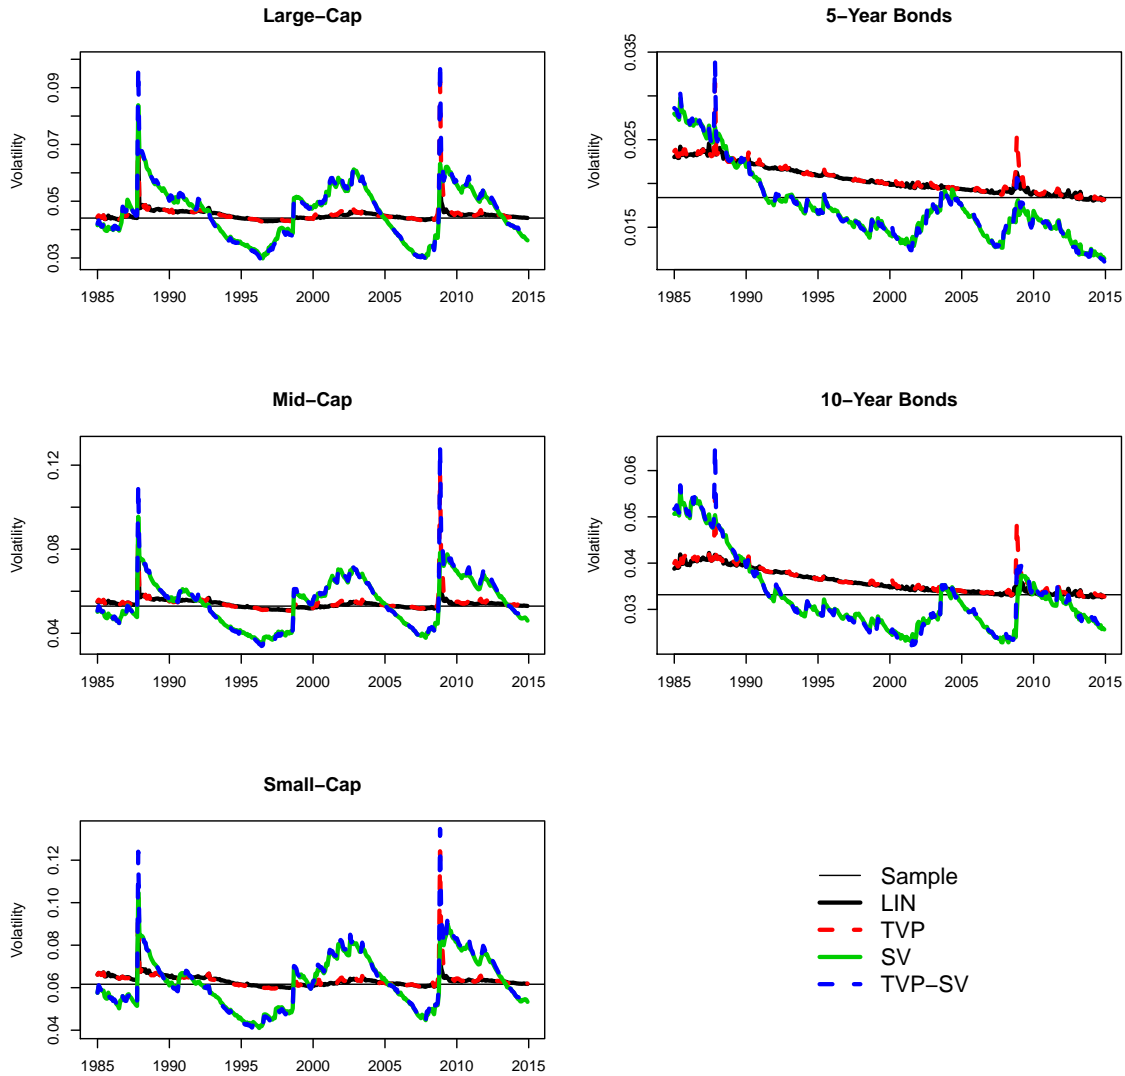 Large−Cap
Volatility
0.03 0.05 0.07 0.09
1985 1990 1995 2000 2005 2010 2015
5−Year Bonds
Volatility
0.015 0.025 0.035
1985 1990 1995 2000 2005 2010 2015
Mid−Cap
Volatility
0.04 0.08 0.12
1985 1990 1995 2000 2005 2010 2015
10−Year Bonds
Volatility
0.03 0.04 0.05 0.06
1985 1990 1995 2000 2005 2010 2015
Small−Cap
Volatility
0.04 0.06 0.08 0.10 0.12
1985 1990 1995 2000 2005 2010 2015
Sample
LIN
TVP
SV
TVP−SV